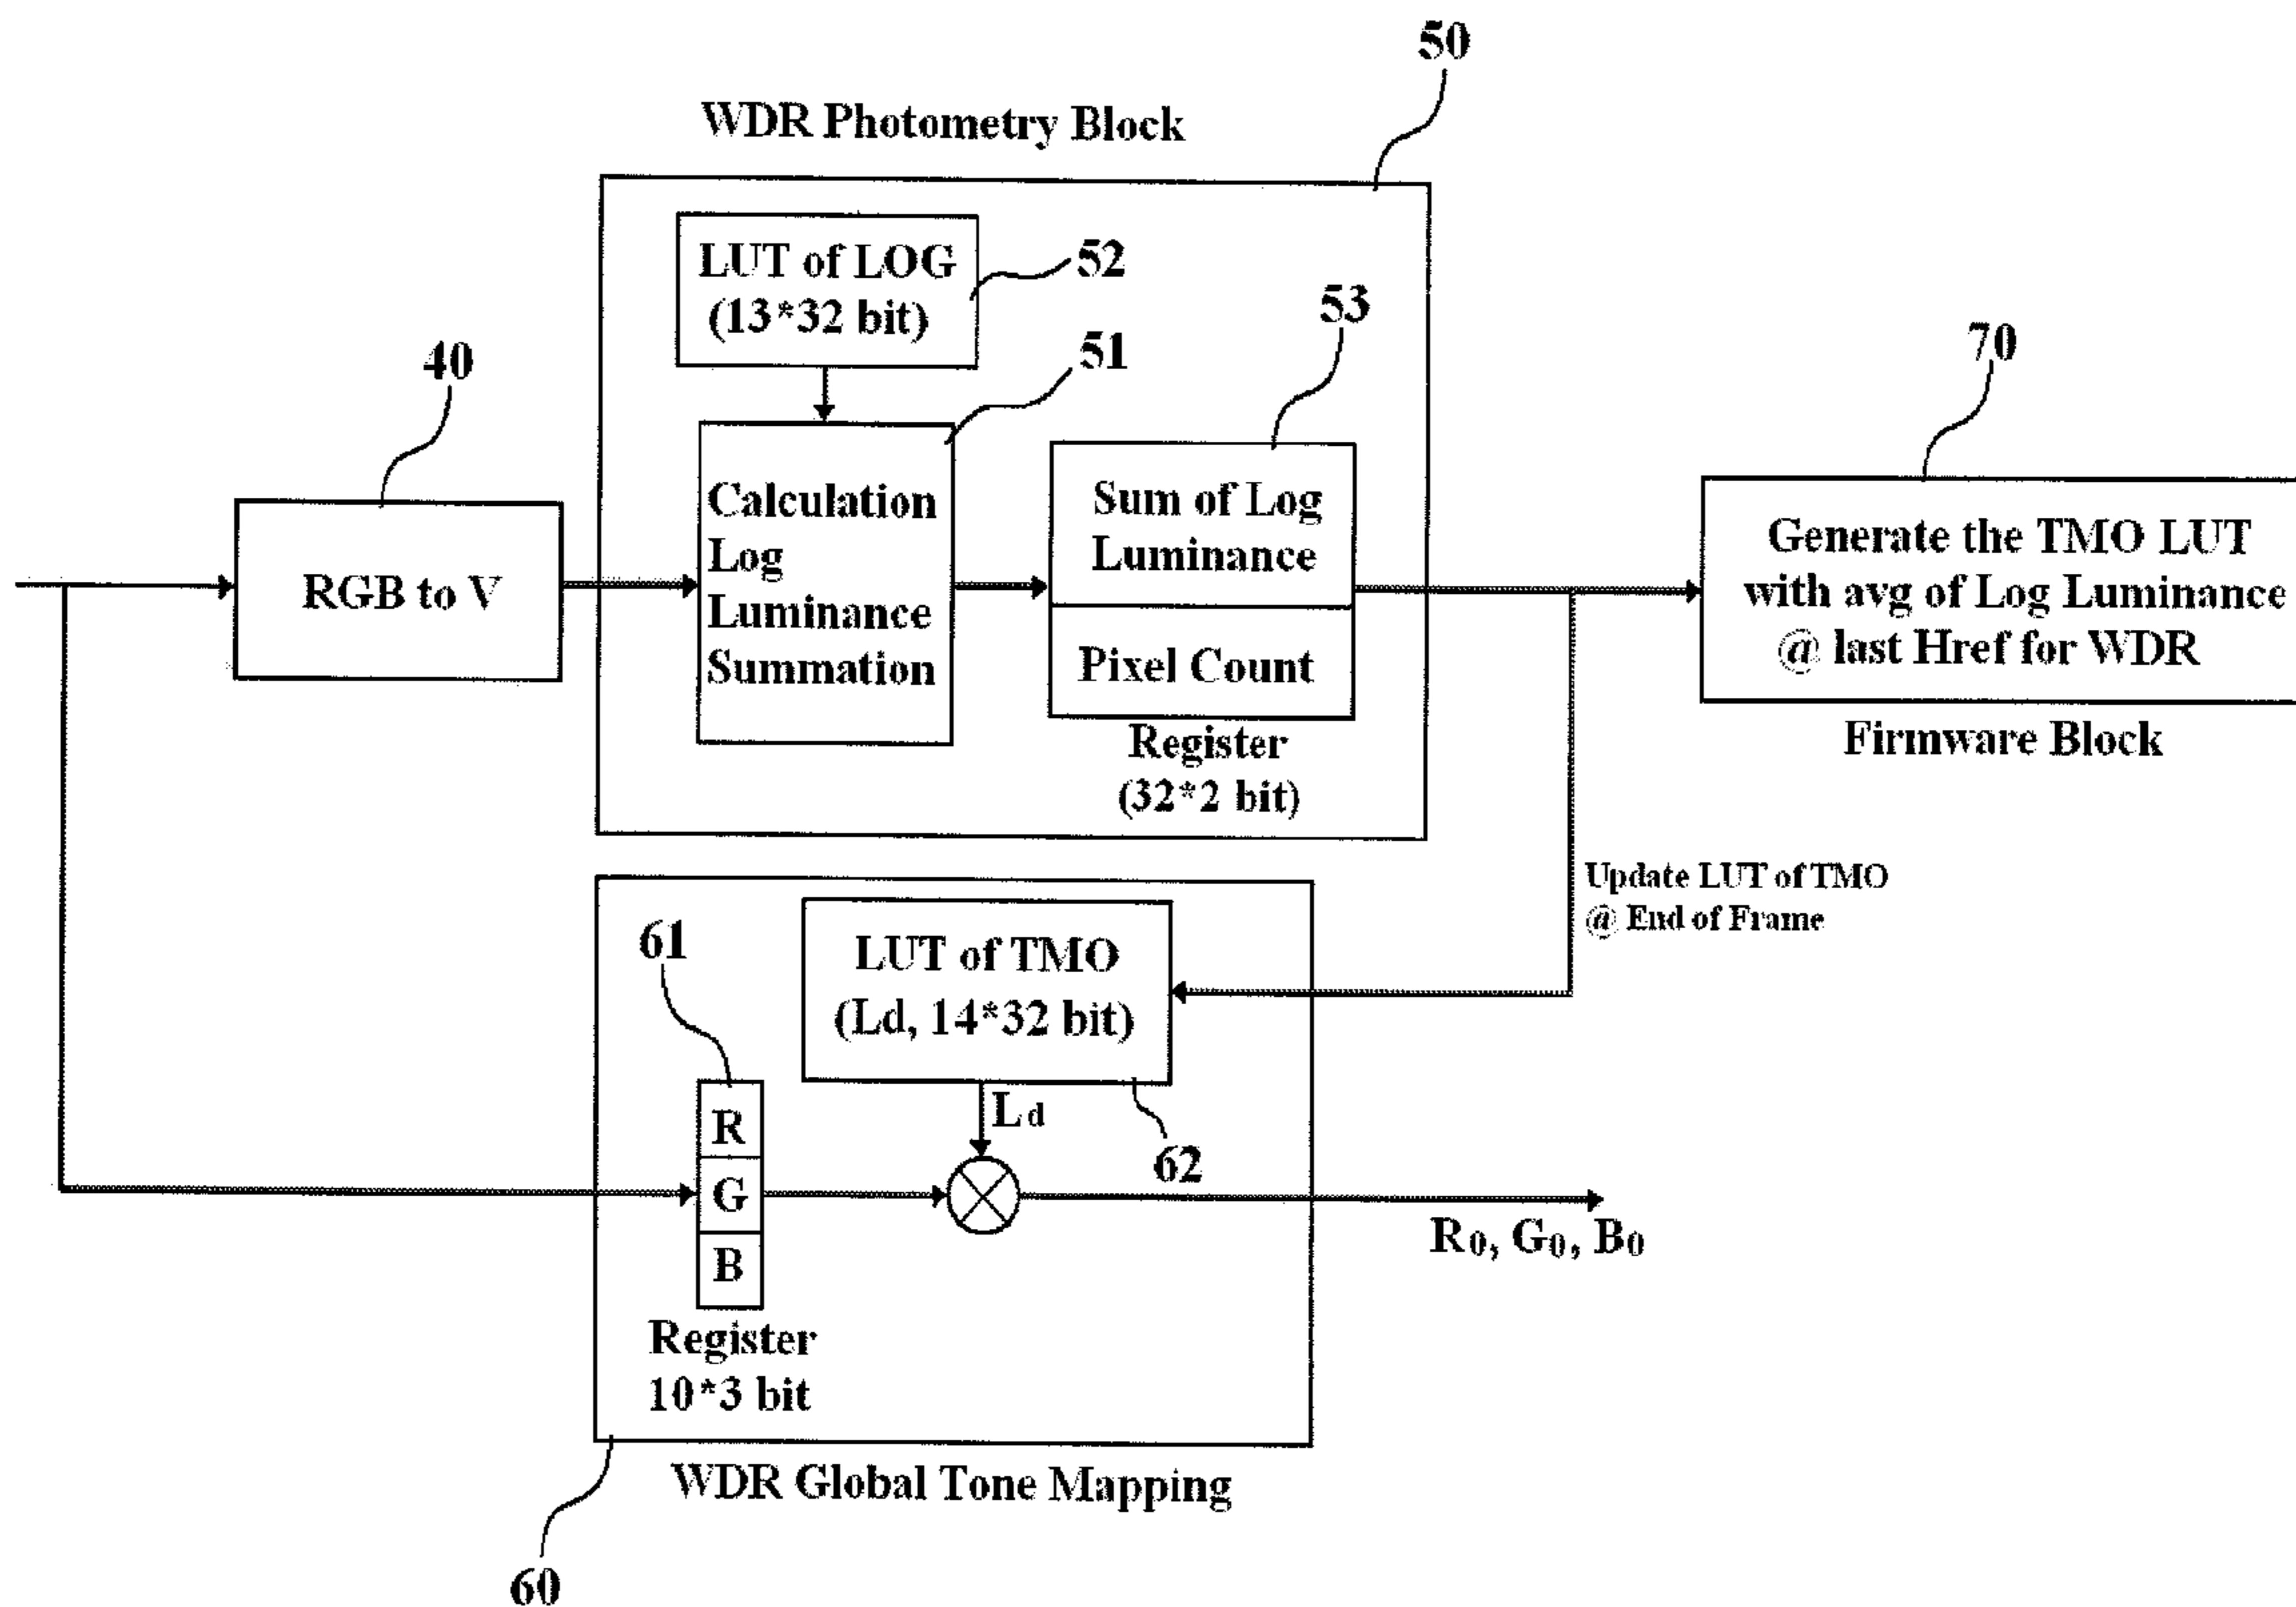 50
WDR Photometry Block
LUT of LOG
(13*32 bit)
52
53
51
40
70
Calculation
Log
Luminance
Summation
Sum of Log
Luminance
Pixel Count
Register
(32*2 bit)
RGB to V
Generate the TMO LUT
with avg of Log Luminance
@ last Href for WDR
Firmware Block
Update LUT of TMO
@ End of Frame
61
LUT of TMO
(Ld, 14*32 bit)
Ld
62
R
G
B
Register
10*3 bit
R0, G0, B0
WDR Global Tone Mapping
60